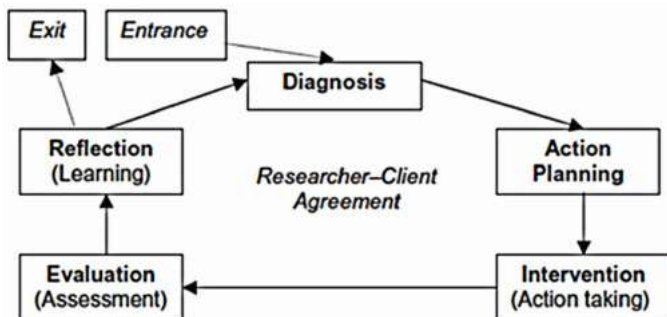 Exit
Entrance
Diagnosis
Reflection
(Learning)
Action
Planning
Researcher–Client
Agreement
Evaluation
(Assessment)
Intervention
(Action taking)